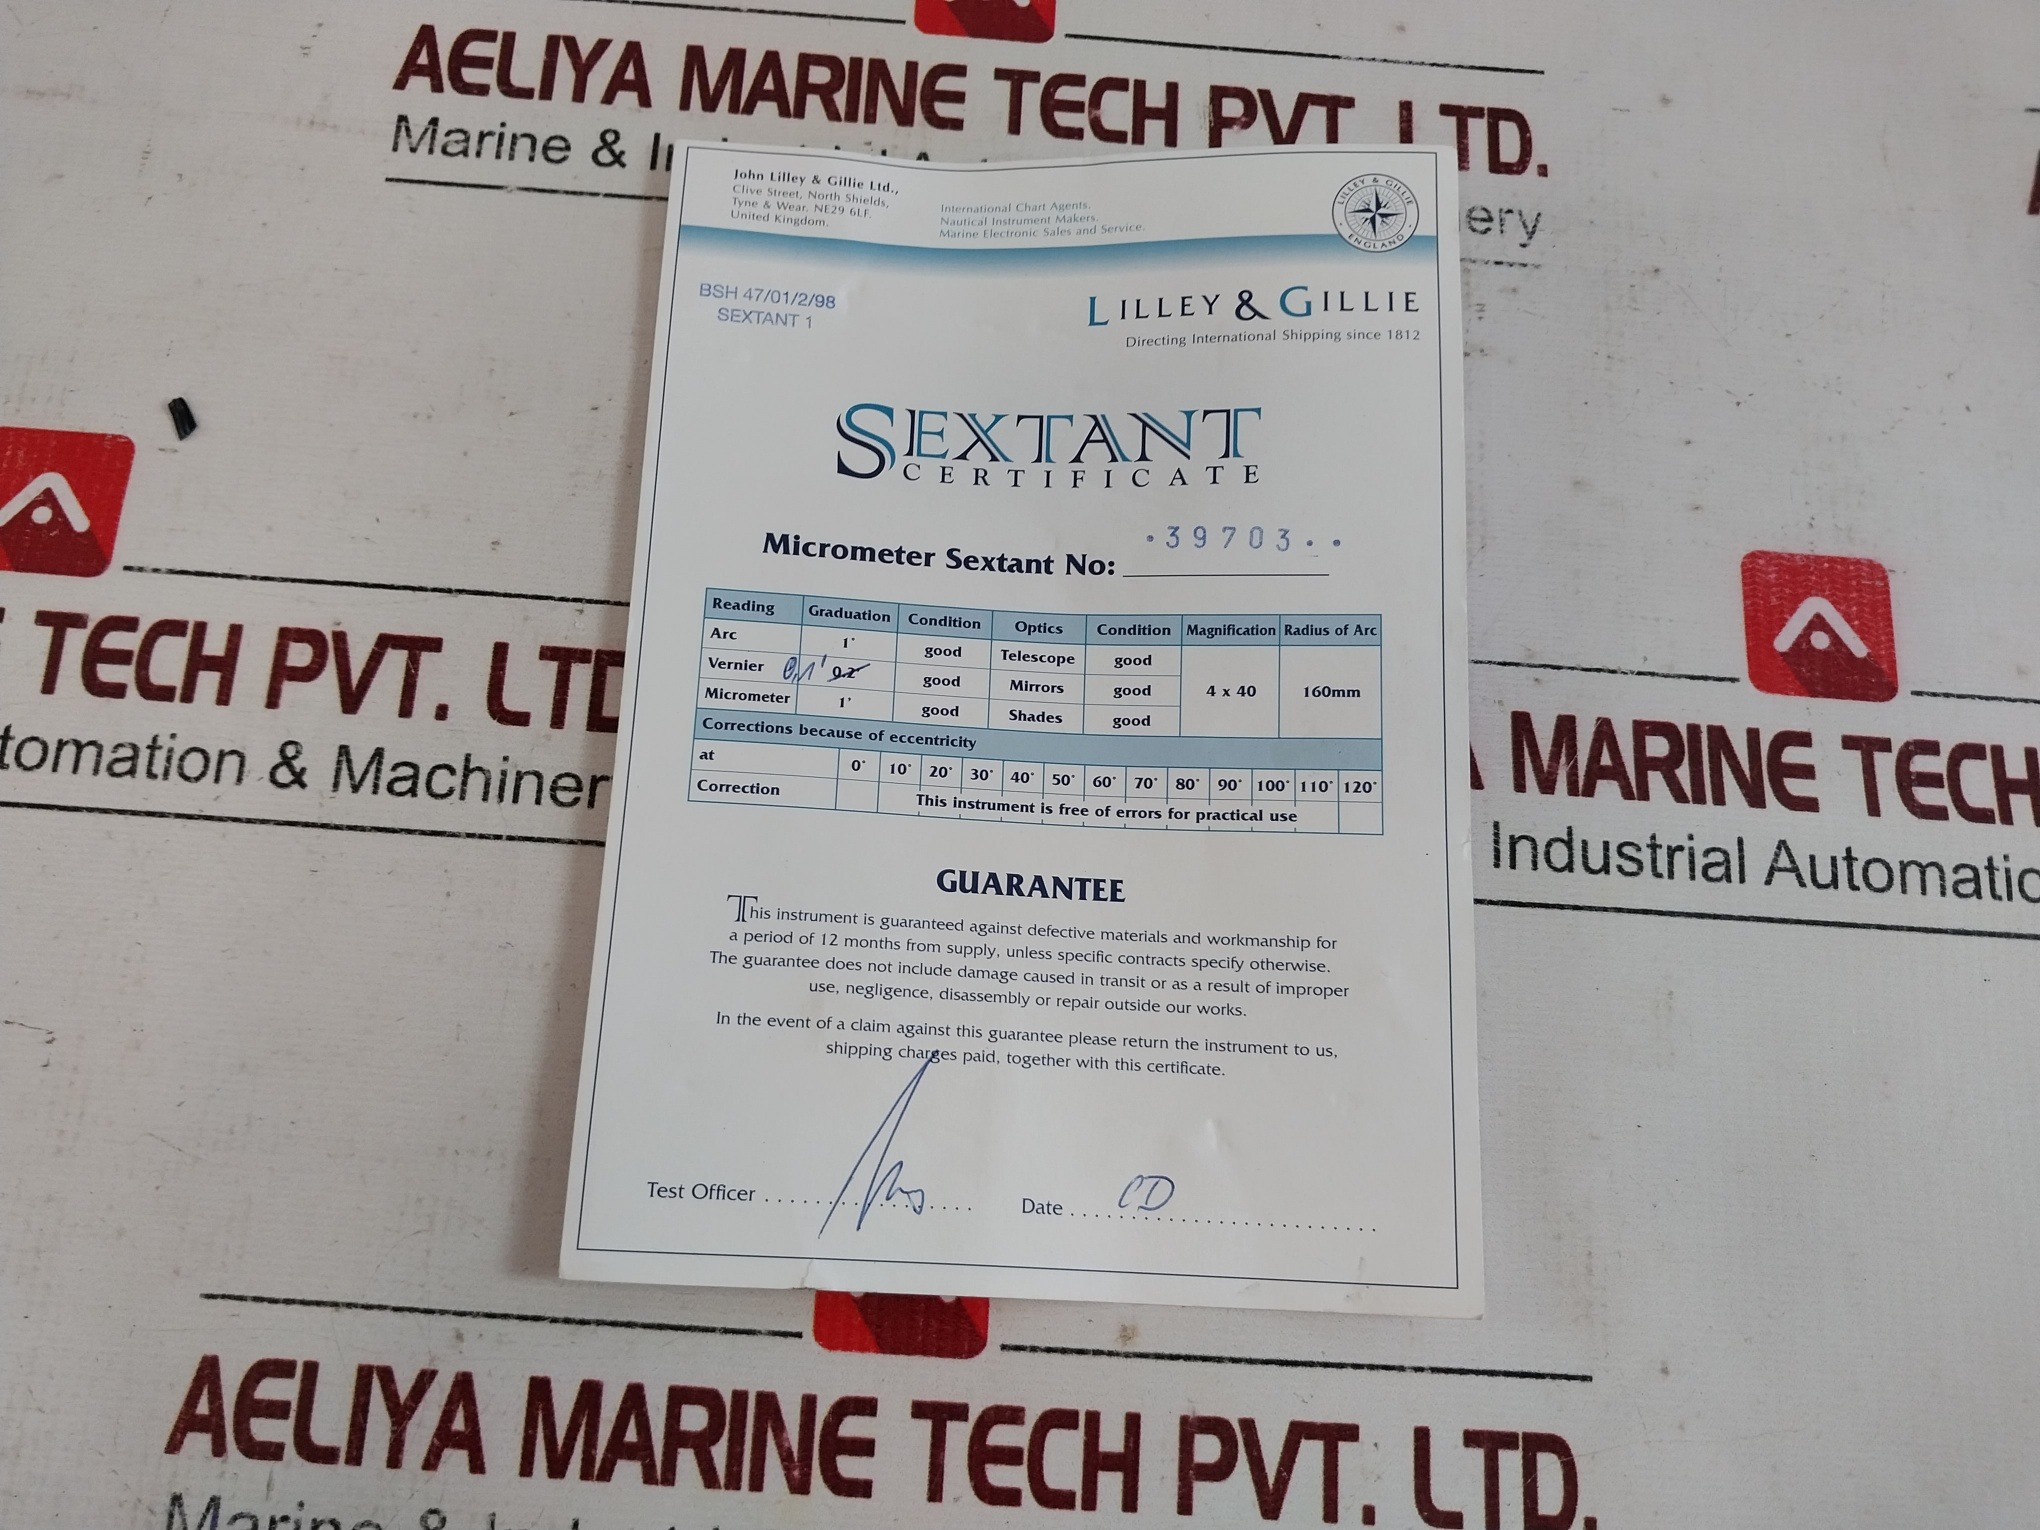 AELIYA MARINE TECH PVT. LTD.
Marine &
ery
John Lilley & Gillie Ltd.,
Clive Street, North Shields,
Tyne & Wear. NE29 6LF.
United Kingdom.
International Chart Agents.
Nautical Instrument Makers.
Marine Electronic Sales and Service.
LILLEY & GILLIE
ENGLAND
BSH 47/01/2/98
SEXTANT 1
LILLEY & GILLIE
Directing International Shipping since 1812
SEXTANT
CERTIFICATE
Micrometer Sextant No: ·39703··
Reading Graduation Condition Optics Condition Magnification Radius of Arc
Arc 1° good Telescope good
Vernier 0,1' 0.2' good Mirrors good 4 x 40 160mm
Micrometer 1' good Shades good
Corrections because of eccentricity
at 0° 10° 20° 30° 40° 50° 60° 70° 80° 90° 100° 110° 120°
Correction This instrument is free of errors for practical use
GUARANTEE
This instrument is guaranteed against defective materials and workmanship for
a period of 12 months from supply, unless specific contracts specify otherwise.
The guarantee does not include damage caused in transit or as a result of improper
use, negligence, disassembly or repair outside our works.
In the event of a claim against this guarantee please return the instrument to us,
shipping charges paid, together with this certificate.
Test Officer
Date CD
TECH PVT. LTD
tomation & Machiner
MARINE TECH
Industrial Automatio
AELIYA MARINE TECH PVT. LTD.
Marine &